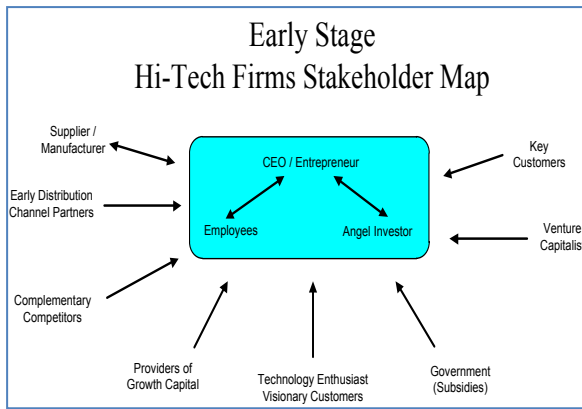 Early Stage
Hi-Tech Firms Stakeholder Map
Supplier /
Manufacturer
CEO / Entrepreneur
Key
Customers
Early Distribution
Channel Partners
Employees
Angel Investor
Venture
Capitalis
Complementary
Competitors
Providers of
Growth Capital
Technology Enthusiast
Visionary Customers
Government
(Subsidies)